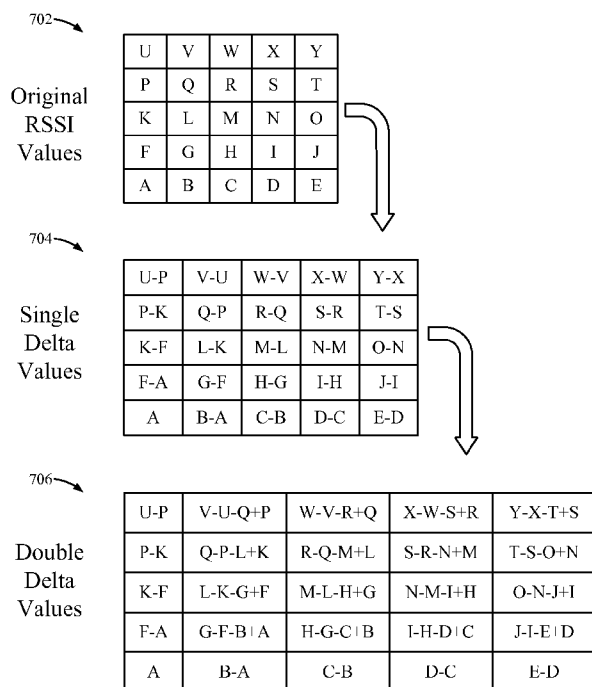 702
U V W X Y
P Q R S T
Original RSSI Values
K L M N O
F G H I J
A B C D E
704
U-P V-U W-V X-W Y-X
P-K Q-P R-Q S-R T-S
Single Delta Values
K-F L-K M-L N-M O-N
F-A G-F H-G I-H J-I
A B-A C-B D-C E-D
706
U-P V-U-Q+P W-V-R+Q X-W-S+R Y-X-T+S
P-K Q-P-L+K R-Q-M+L S-R-N+M T-S-O+N
Double Delta Values
K-F L-K-G+F M-L-H+G N-M-I+H O-N-J+I
F-A G-F-B+A H-G-C+B I-H-D+C J-I-E+D
A B-A C-B D-C E-D